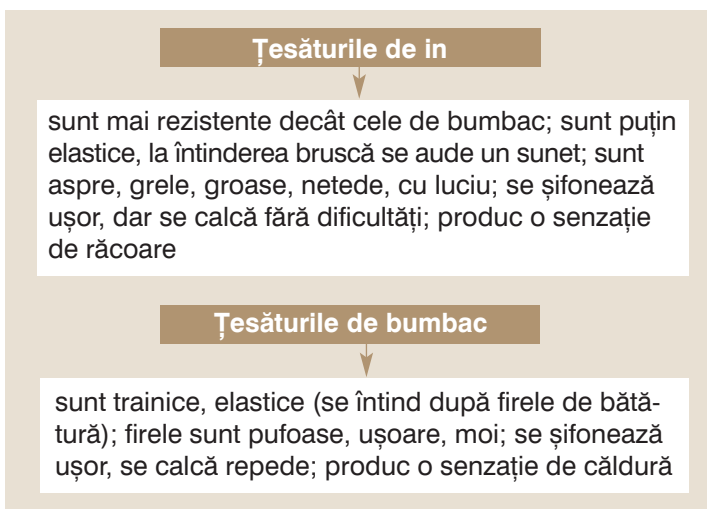 Țesăturile de in
sunt mai rezistente decât cele de bumbac; sunt puțin
elastice, la întinderea bruscă se aude un sunet; sunt
aspre, grele, groase, netede, cu luciu; se șifonează
ușor, dar se calcă fără dificultăți; produc o senzație
de răcoare
Țesăturile de bumbac
sunt trainice, elastice (se întind după firele de bătă-
tură); firele sunt pufoase, ușoare, moi; se șifonează
ușor, se calcă repede; produc o senzație de căldură